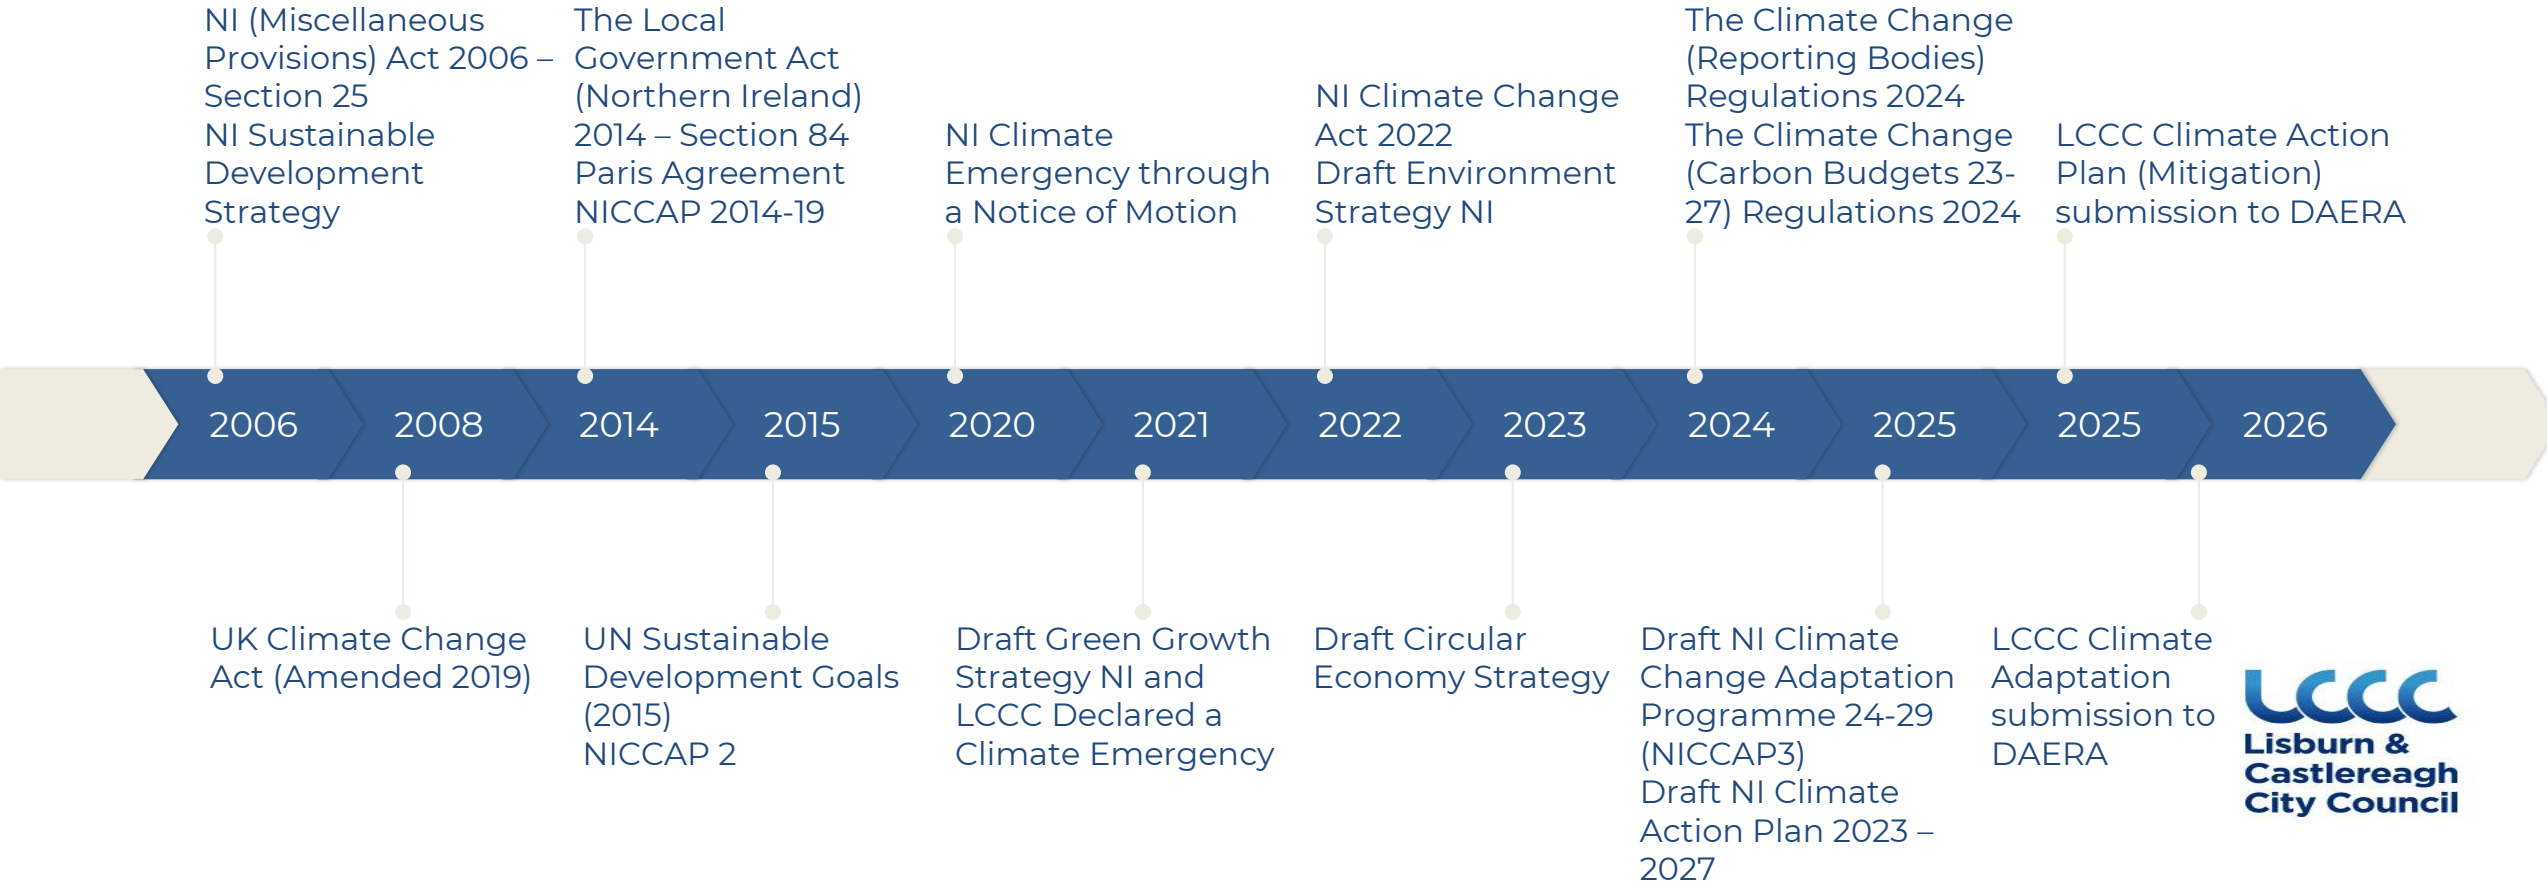 NI (Miscellaneous
Provisions) Act 2006 –
Section 25
NI Sustainable
Development
Strategy
The Local
Government Act
(Northern Ireland)
2014 – Section 84
Paris Agreement
NICCAP 2014-19
NI Climate
Emergency through
a Notice of Motion
NI Climate Change
Act 2022
Draft Environment
Strategy NI
The Climate Change
(Reporting Bodies)
Regulations 2024
The Climate Change
(Carbon Budgets 23-
27) Regulations 2024
LCCC Climate Action
Plan (Mitigation)
submission to DAERA
2006
2008
2014
2015
2020
2021
2022
2023
2024
2025
2025
2026
UK Climate Change
Act (Amended 2019)
UN Sustainable
Development Goals
(2015)
NICCAP 2
Draft Green Growth
Strategy NI and
LCCC Declared a
Climate Emergency
Draft Circular
Economy Strategy
Draft NI Climate
Change Adaptation
Programme 24-29
(NICCAP3)
Draft NI Climate
Action Plan 2023 –
2027
LCCC Climate
Adaptation
submission to
DAERA
LCCC
Lisburn &
Castlereagh
City Council